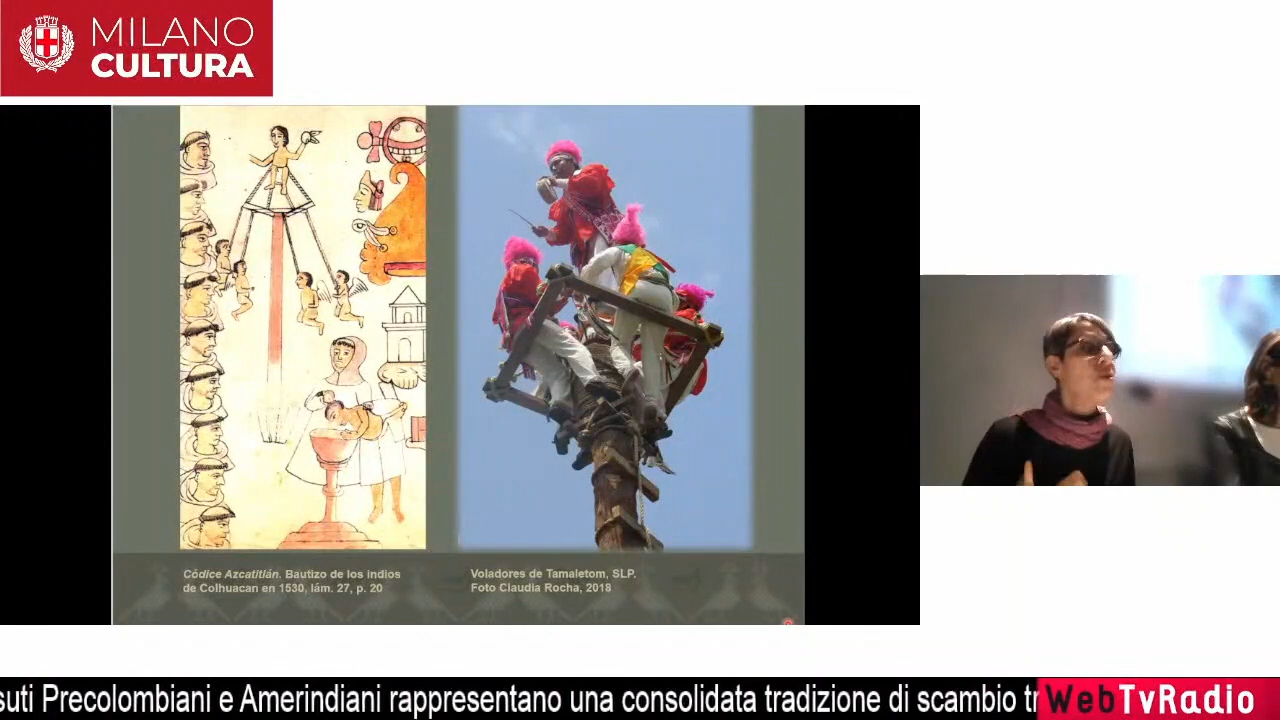 MILANO
CULTURA
Códice Azcatitlán. Bautizo de los indios
de Colhuacan en 1530, lám. 27, p. 20
Voladores de Tamaletom, SLP.
Foto Claudia Rocha, 2018
suti Precolombiani e Amerindiani rappresentano una consolidata tradizione di scambio tr
WebTvRadio